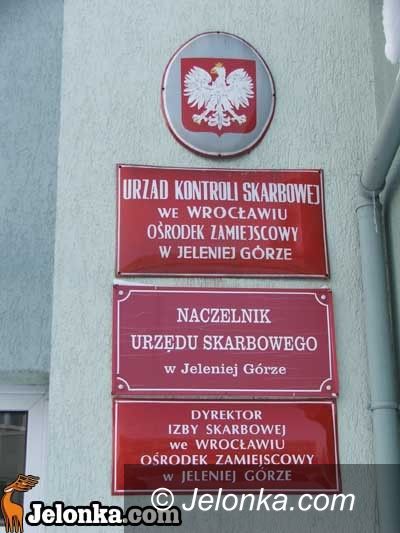 URZĄD KONTROLI SKARBOWEJ
WE WROCŁAWIU
OŚRODEK ZAMIEJSCOWY
W JELENIEJ GÓRZE
NACZELNIK
URZĘDU SKARBOWEGO
w Jeleniej Górze
DYREKTOR
IZBY SKARBOWEJ
we WROCŁAWIU
OŚRODEK ZAMIEJSCOWY
w JELENIEJ GÓRZE
© Jelonka.com
Jelonka.com